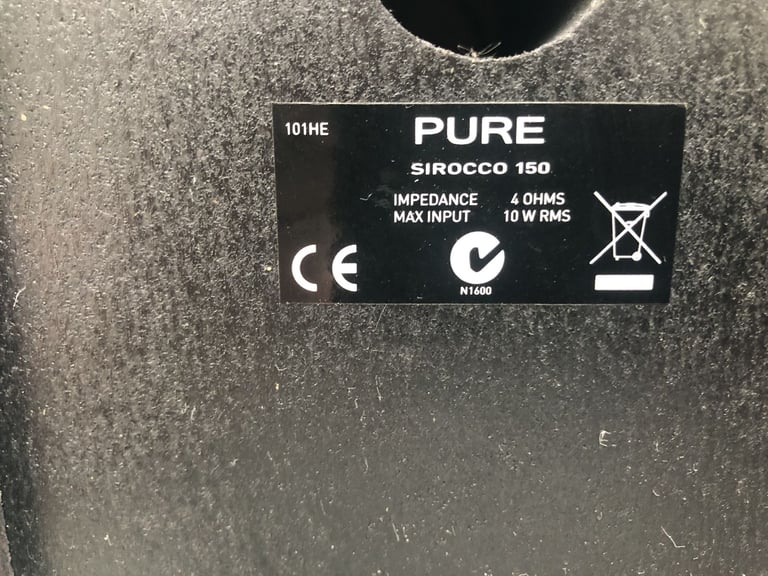 101HE
PURE
SIROCCO 150
IMPEDANCE 4 OHMS
MAX INPUT 10 W RMS
CE
N1600